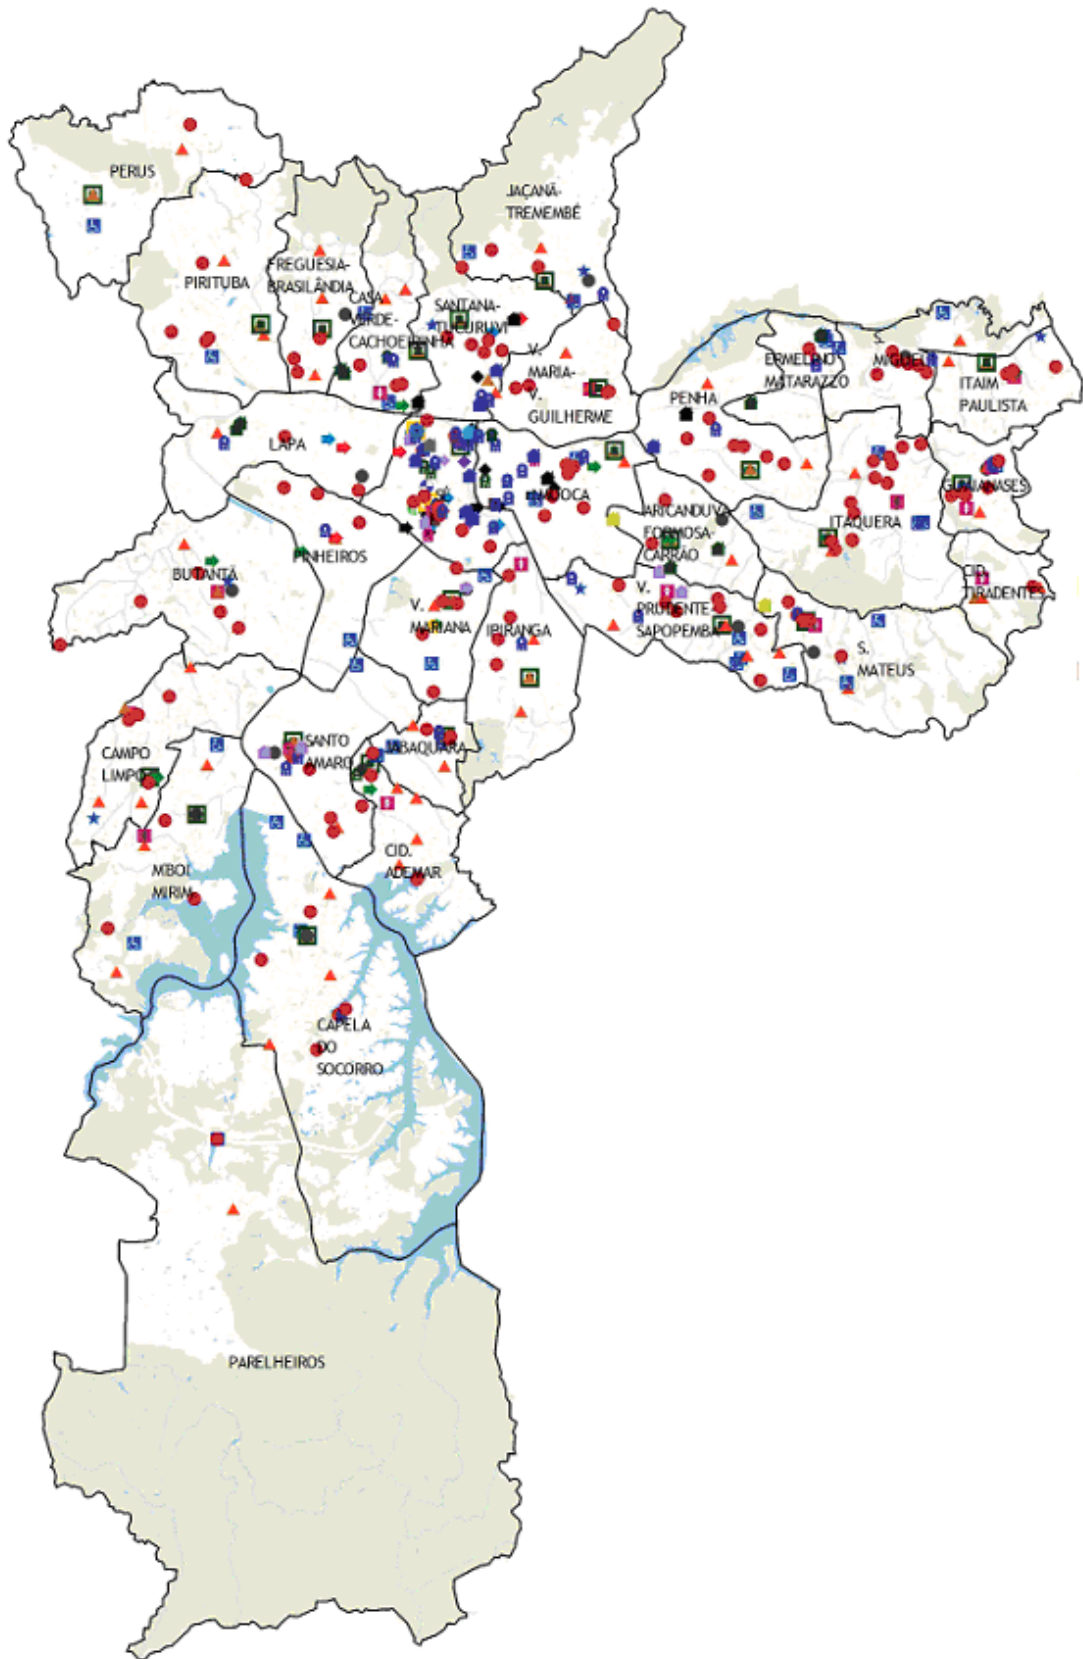 PERUS
JAÇANÃ-
TREMEMBÉ
PIRITUBA
FREGUESIA-
BRASILÂNDIA
CASA
VERDE-
CACHOEIRINHA
SANTANA-
TUCURUVI
V.
MARIA-
V.
GUILHERME
PENHA
ERMELINO
MATARAZZO
S.
MIGUEL
ITAIM
PAULISTA
LAPA
SÉ
MOOCA
GUAIANASES
ITAQUERA
ARICANDUVA-
FORMOSA-
CARRÃO
PINHEIROS
BUTANTÃ
V.
MARIANA
IPIRANGA
V.
PRUDENTE-
SAPOPEMBA
CID.
TIRADENTES
S.
MATEUS
CAMPO
LIMPO
SANTO
AMARO
JABAQUARA
M'BOI
MIRIM
CID.
ADEMAR
CAPELA
DO
SOCORRO
PARELHEIROS